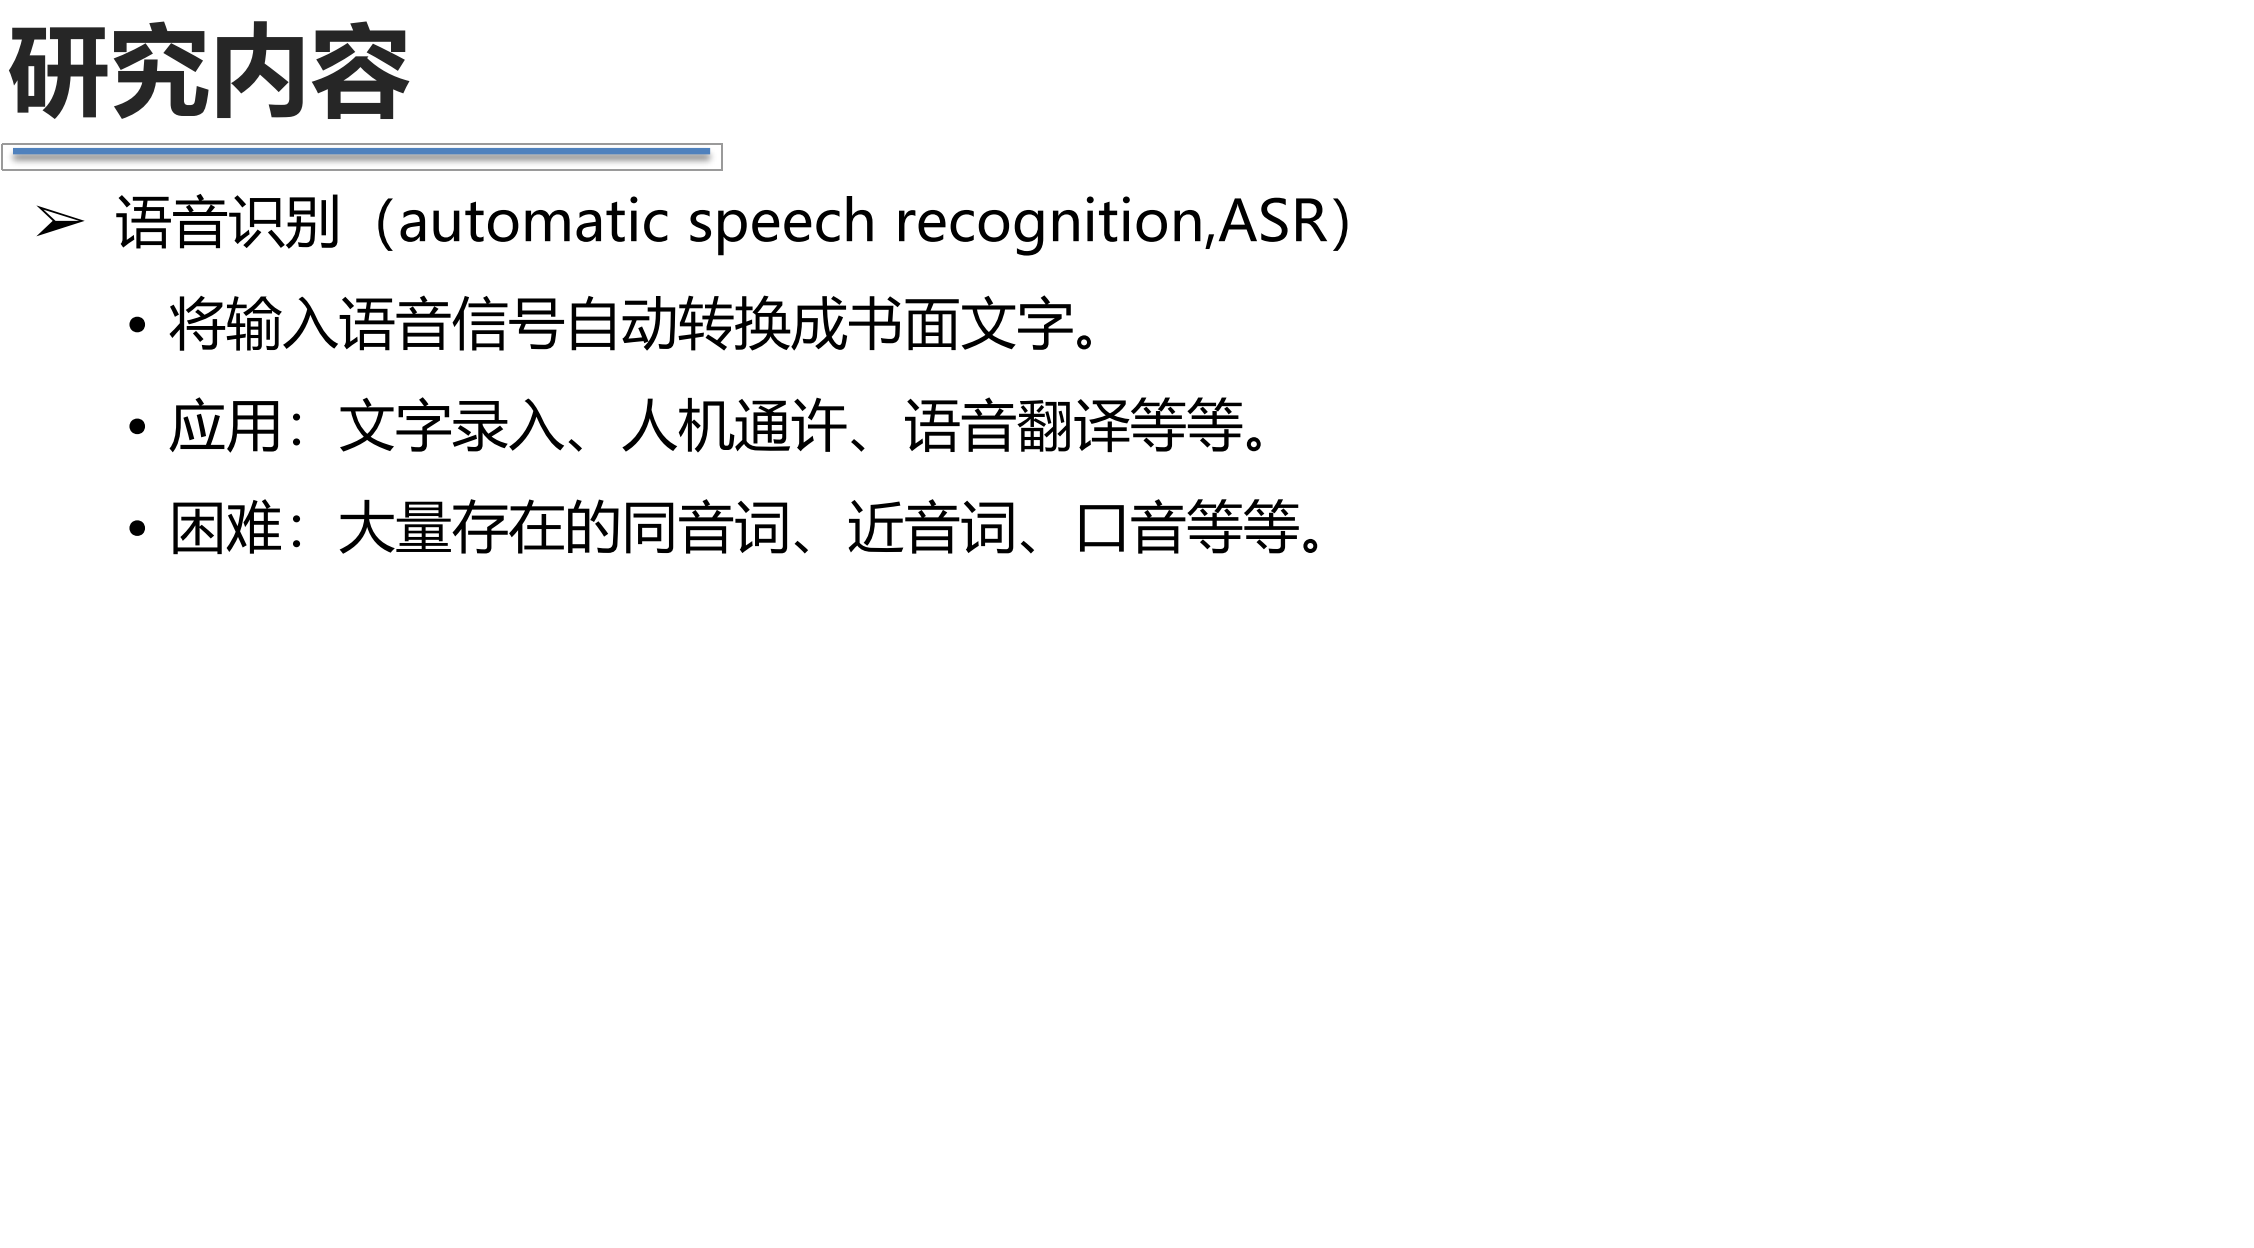 研究内容
➢ 语音识别（automatic speech recognition,ASR）
• 将输入语音信号自动转换成书面文字。
• 应用：文字录入、人机通许、语音翻译等等。
• 困难：大量存在的同音词、近音词、口音等等。